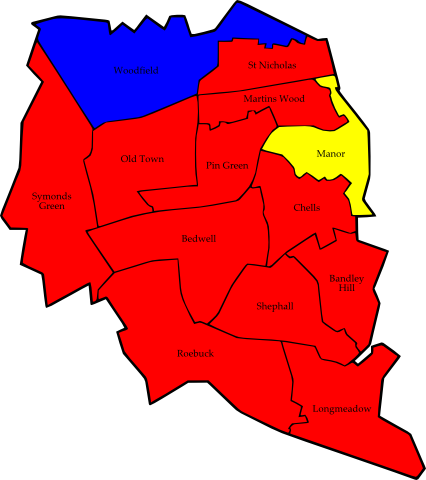 Woodfield
St Nicholas
Martins Wood
Old Town
Pin Green
Manor
Symonds
Green
Chells
Bedwell
Bandley
Hill
Shephall
Roebuck
Longmeadow